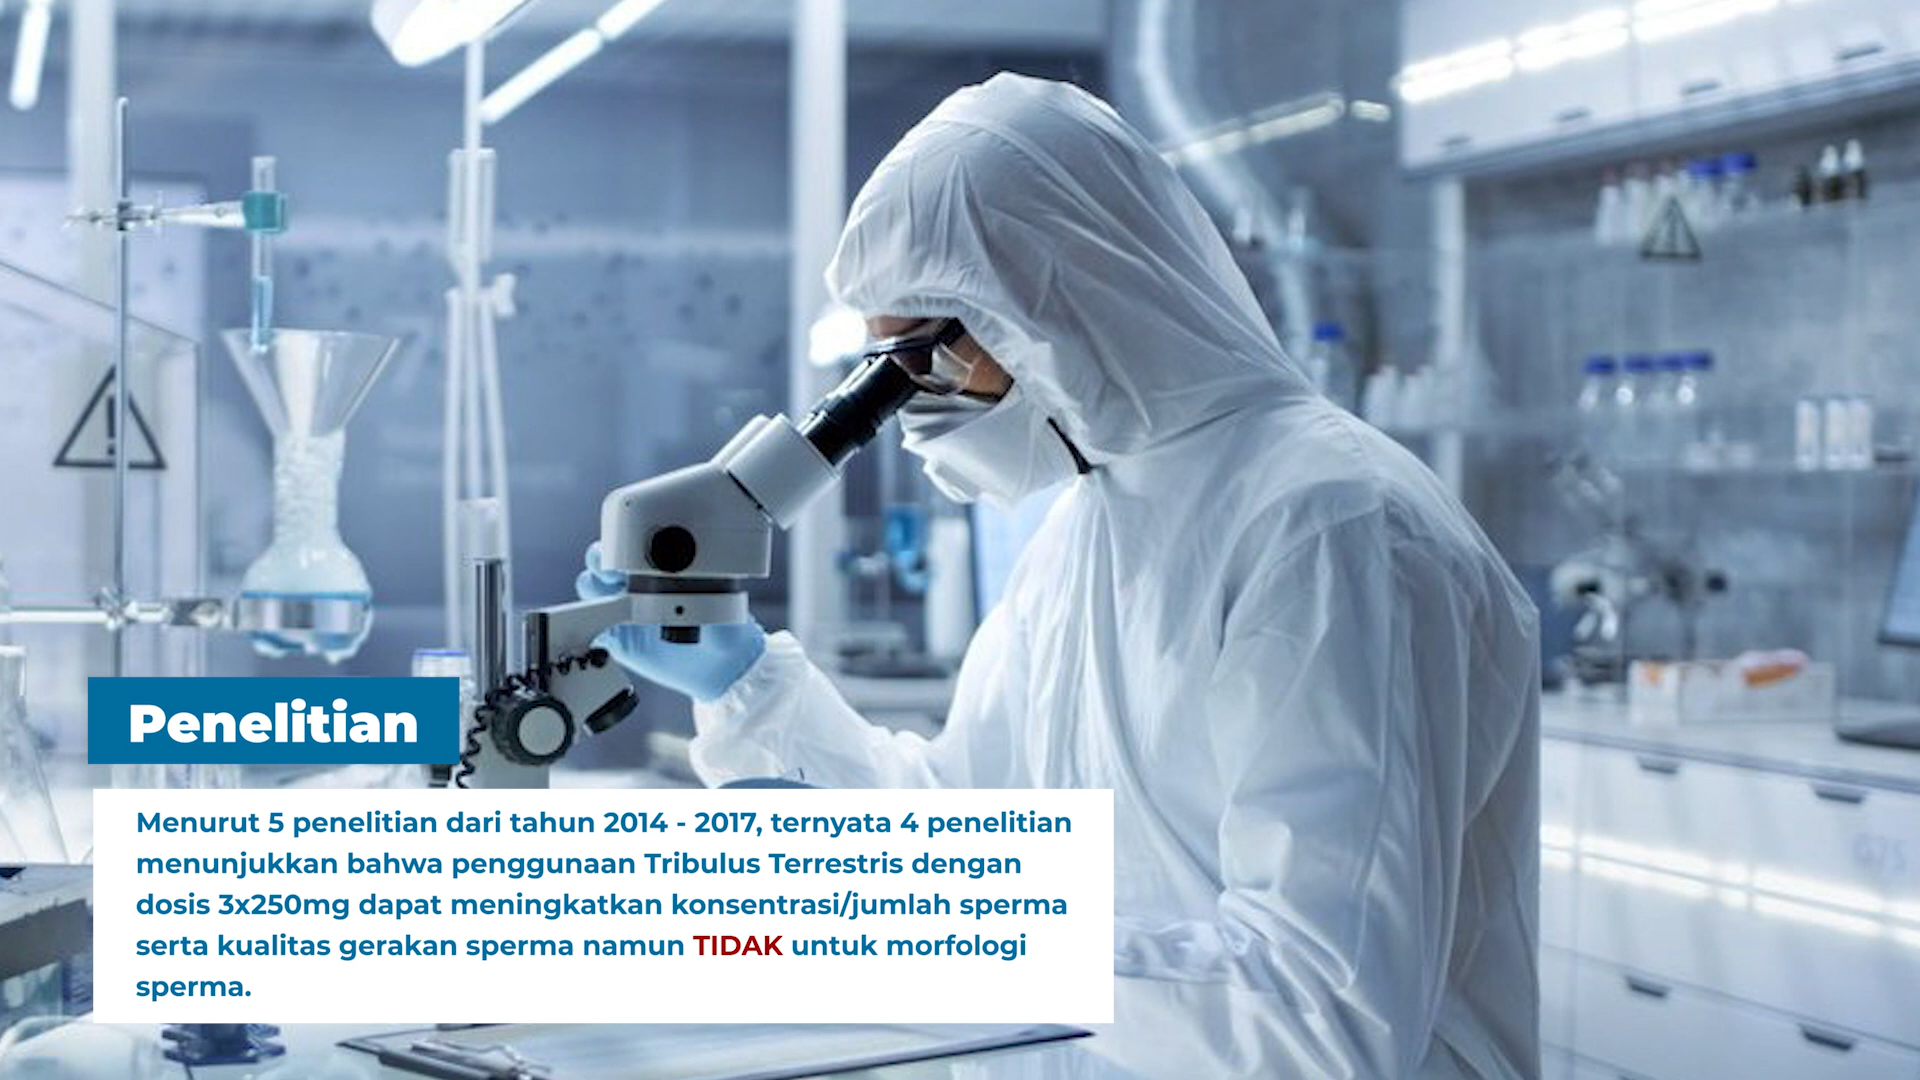 Penelitian
Menurut 5 penelitian dari tahun 2014 - 2017, ternyata 4 penelitian
menunjukkan bahwa penggunaan Tribulus Terrestris dengan
dosis 3x250mg dapat meningkatkan konsentrasi/jumlah sperma
serta kualitas gerakan sperma namun TIDAK untuk morfologi
sperma.